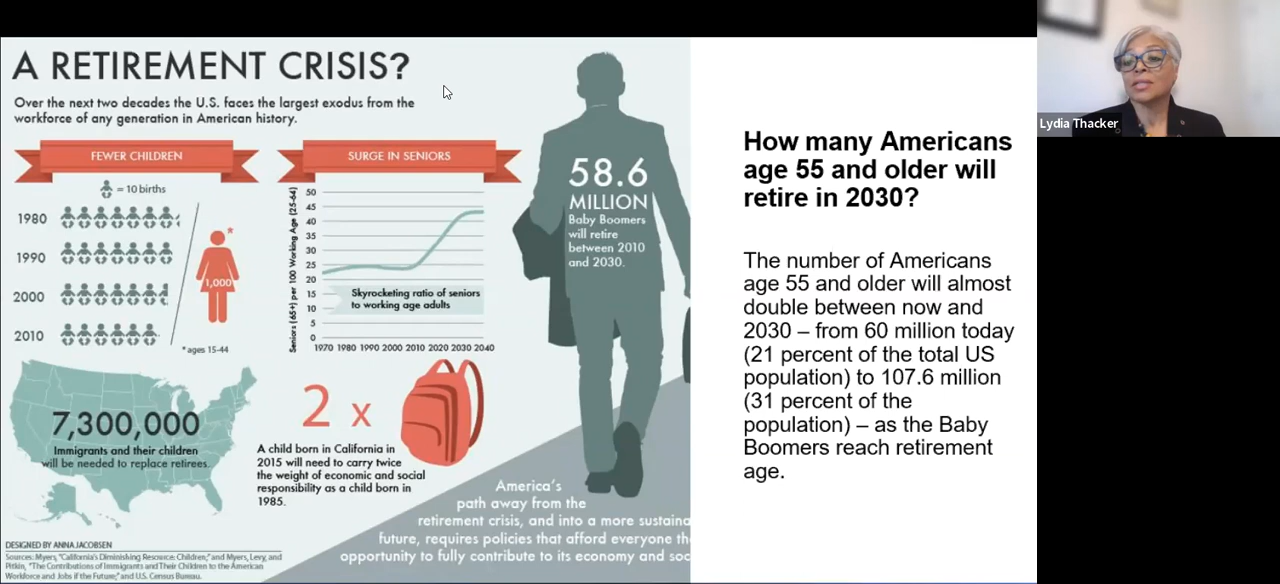 A RETIREMENT CRISIS?
Over the next two decades the U.S. faces the largest exodus from the
workforce of any generation in American history.
FEWER CHILDREN
= 10 births
1980
1990
2000
2010
*
1,000
* ages 15-44
SURGE IN SENIORS
Seniors (65+) per 100 Working Age (25-64)
50
45
40
35
30
25
20
15
10
5
0
Skyrocketing ratio of seniors
to working age adults
1970 1980 1990 2000 2010 2020 2030 2040
58.6
MILLION
Baby Boomers
will retire
between 2010
and 2030.
7,300,000
Immigrants and their children
will be needed to replace retirees.
2 x
A child born in California in
2015 will need to carry twice
the weight of economic and social
responsibility as a child born in
1985.
America's
path away from the
retirement crisis, and into a more sustaina
future, requires policies that afford everyone th
opportunity to fully contribute to its economy and soc
DESIGNED BY ANNA JACOBSEN
Sources: Myers, "California's Diminishing Resource: Children," and Myers, Levy, and
Pitkin, "The Contributions of Immigrants and Their Children to the American
Workforce and Jobs if the Future," and U.S. Census Bureau.
How many Americans
age 55 and older will
retire in 2030?
The number of Americans
age 55 and older will almost
double between now and
2030 – from 60 million today
(21 percent of the total US
population) to 107.6 million
(31 percent of the
population) – as the Baby
Boomers reach retirement
age.
Lydia Thacker